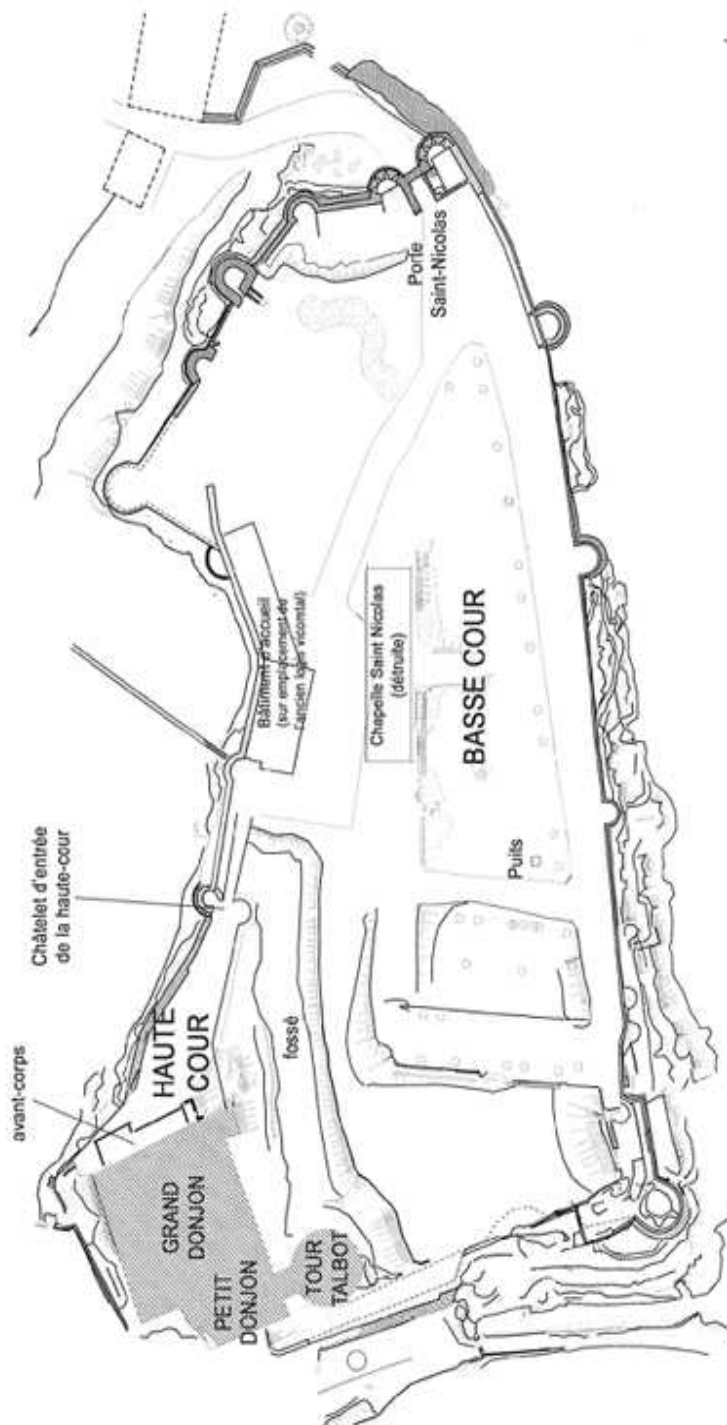 avant-corps
Châtelet d'entrée
de la haute-cour
HAUTE
COUR
GRAND
DONJON
PETIT
DONJON
TOUR
TALBOT
fossé
Bâtiment d'accueil
(sur emplacement de
l'ancien logis vicomtal)
Chapelle Saint Nicolas
(détruite)
BASSE COUR
Puits
Porte
Saint-Nicolas